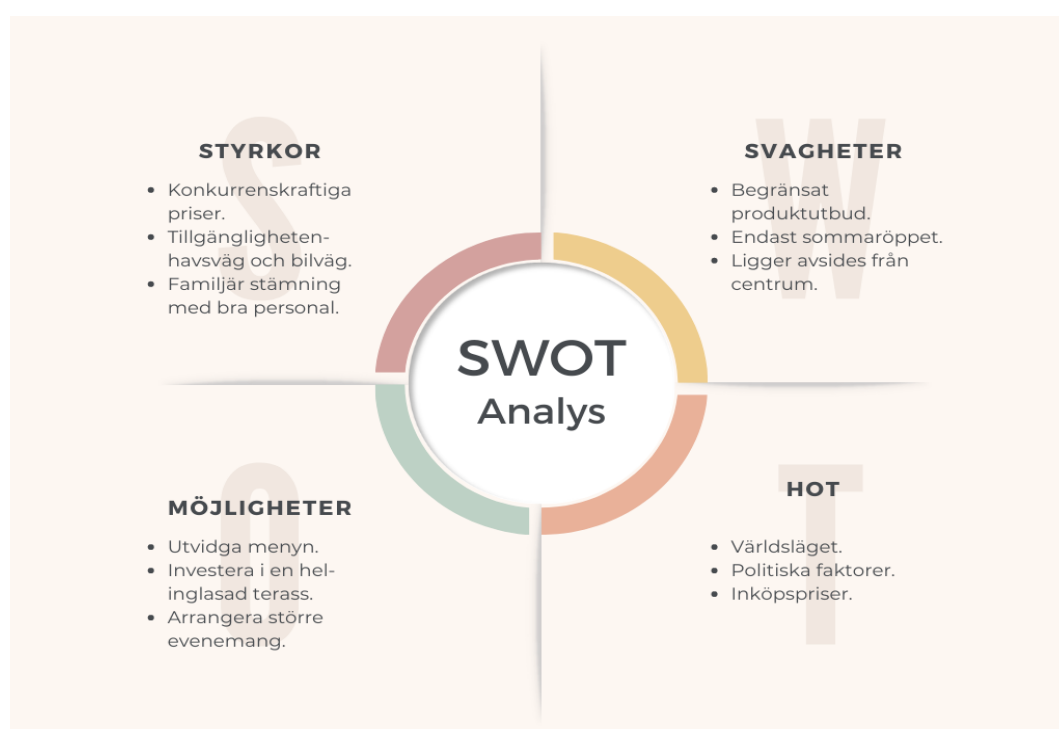 S
STYRKOR
• Konkurrenskraftiga
priser.
• Tillgängligheten-
havsväg och bilväg.
• Familjär stämning
med bra personal.
W
SVAGHETER
• Begränsat
produktutbud.
• Endast sommaröppet.
• Ligger avsides från
centrum.
SWOT
Analys
O
MÖJLIGHETER
• Utvidga menyn.
• Investera i en hel-
inglasad terass.
• Arrangera större
evenemang.
T
HOT
• Världsläget.
• Politiska faktorer.
• Inköpspriser.